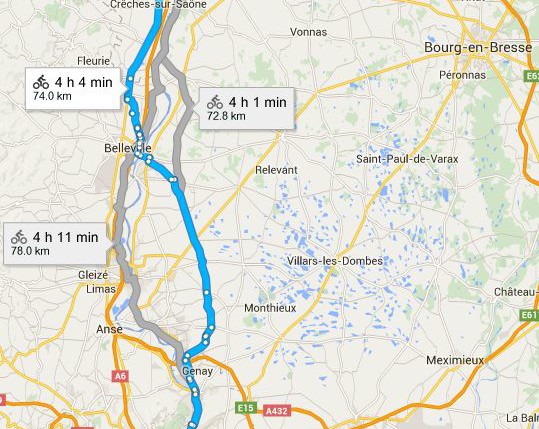 Crêches-sur-Saône
Vonnas
Fleurie
Bourg-en-Bresse
Péronnas
4 h 4 min
74.0 km
4 h 1 min
72.8 km
Belleville
Saint-Paul-de-Varax
Relevant
4 h 11 min
78.0 km
Villars-les-Dombes
Gleizé
Limas
Château-
Monthieux
E61
Anse
Meximieux
Genay
A6
E15
A432
La Balm